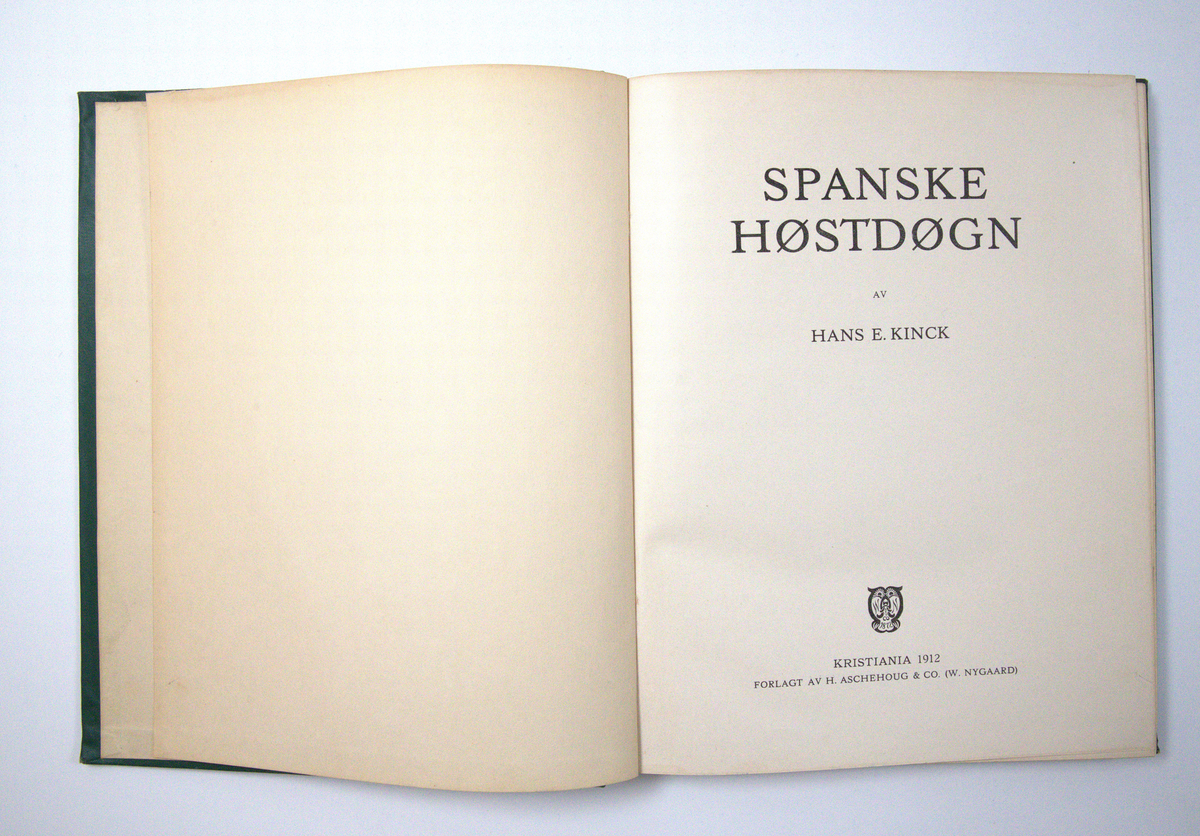 SPANSKE
HØSTDØGN
AV
HANS E. KINCK
KRISTIANIA 1912
FORLAGT AV H. ASCHEHOUG & CO. (W. NYGAARD)